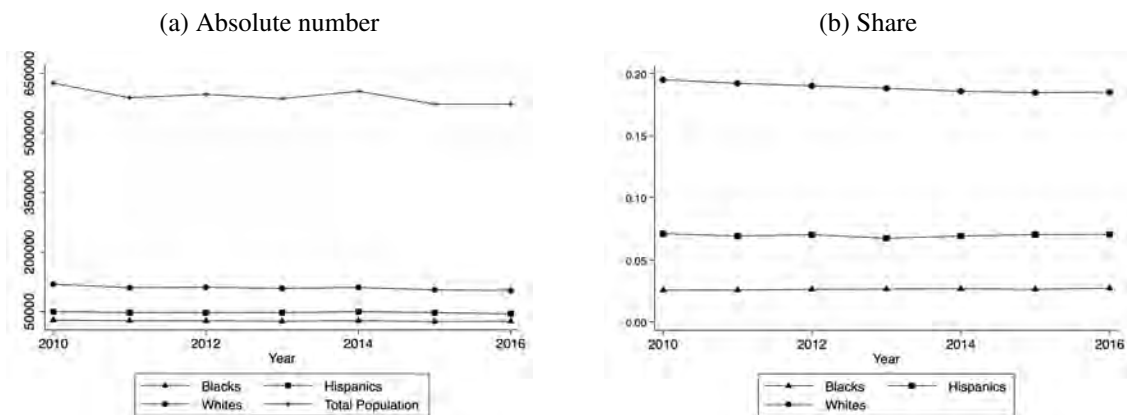 (a) Absolute number
(b) Share
650000
500000
350000
200000
50000
2010
2012
2014
2016
Year
Blacks
Hispanics
Whites
Total Population
0.20
0.15
0.10
0.05
0.00
2010
2012
2014
2016
Year
Blacks
Hispanics
Whites